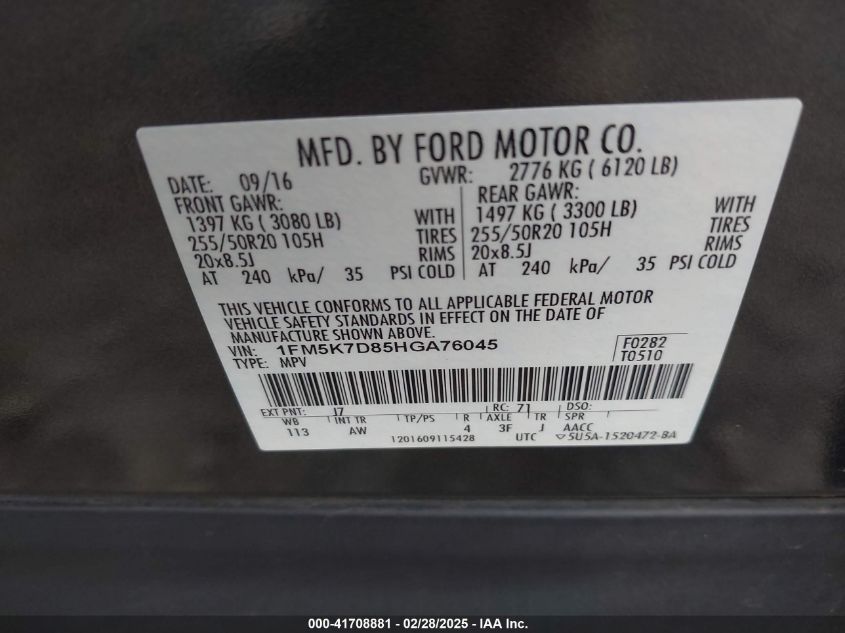 MFD. BY FORD MOTOR CO.
DATE: 09/16 GVWR: 2776 KG ( 6120 LB)
FRONT GAWR: REAR GAWR:
1397 KG ( 3080 LB) WITH 1497 KG ( 3300 LB) WITH
255/50R20 105H TIRES 255/50R20 105H TIRES
20x8.5J RIMS 20x8.5J RIMS
AT 240 kPa/ 35 PSI COLD AT 240 kPa/ 35 PSI COLD
THIS VEHICLE CONFORMS TO ALL APPLICABLE FEDERAL MOTOR
VEHICLE SAFETY STANDARDS IN EFFECT ON THE DATE OF
MANUFACTURE SHOWN ABOVE.
VIN: 1FM5K7D85HGA76045 F0282
TYPE: MPV T0510
EXT PNT: J7 RC: 71 DSO:
WB INT TR TP/PS R AXLE TR SPR
113 AW 4 3F J AACC
1201609115428 UTC ▽5U5A-1520472-BA
000-41708881 - 02/28/2025 - IAA Inc.